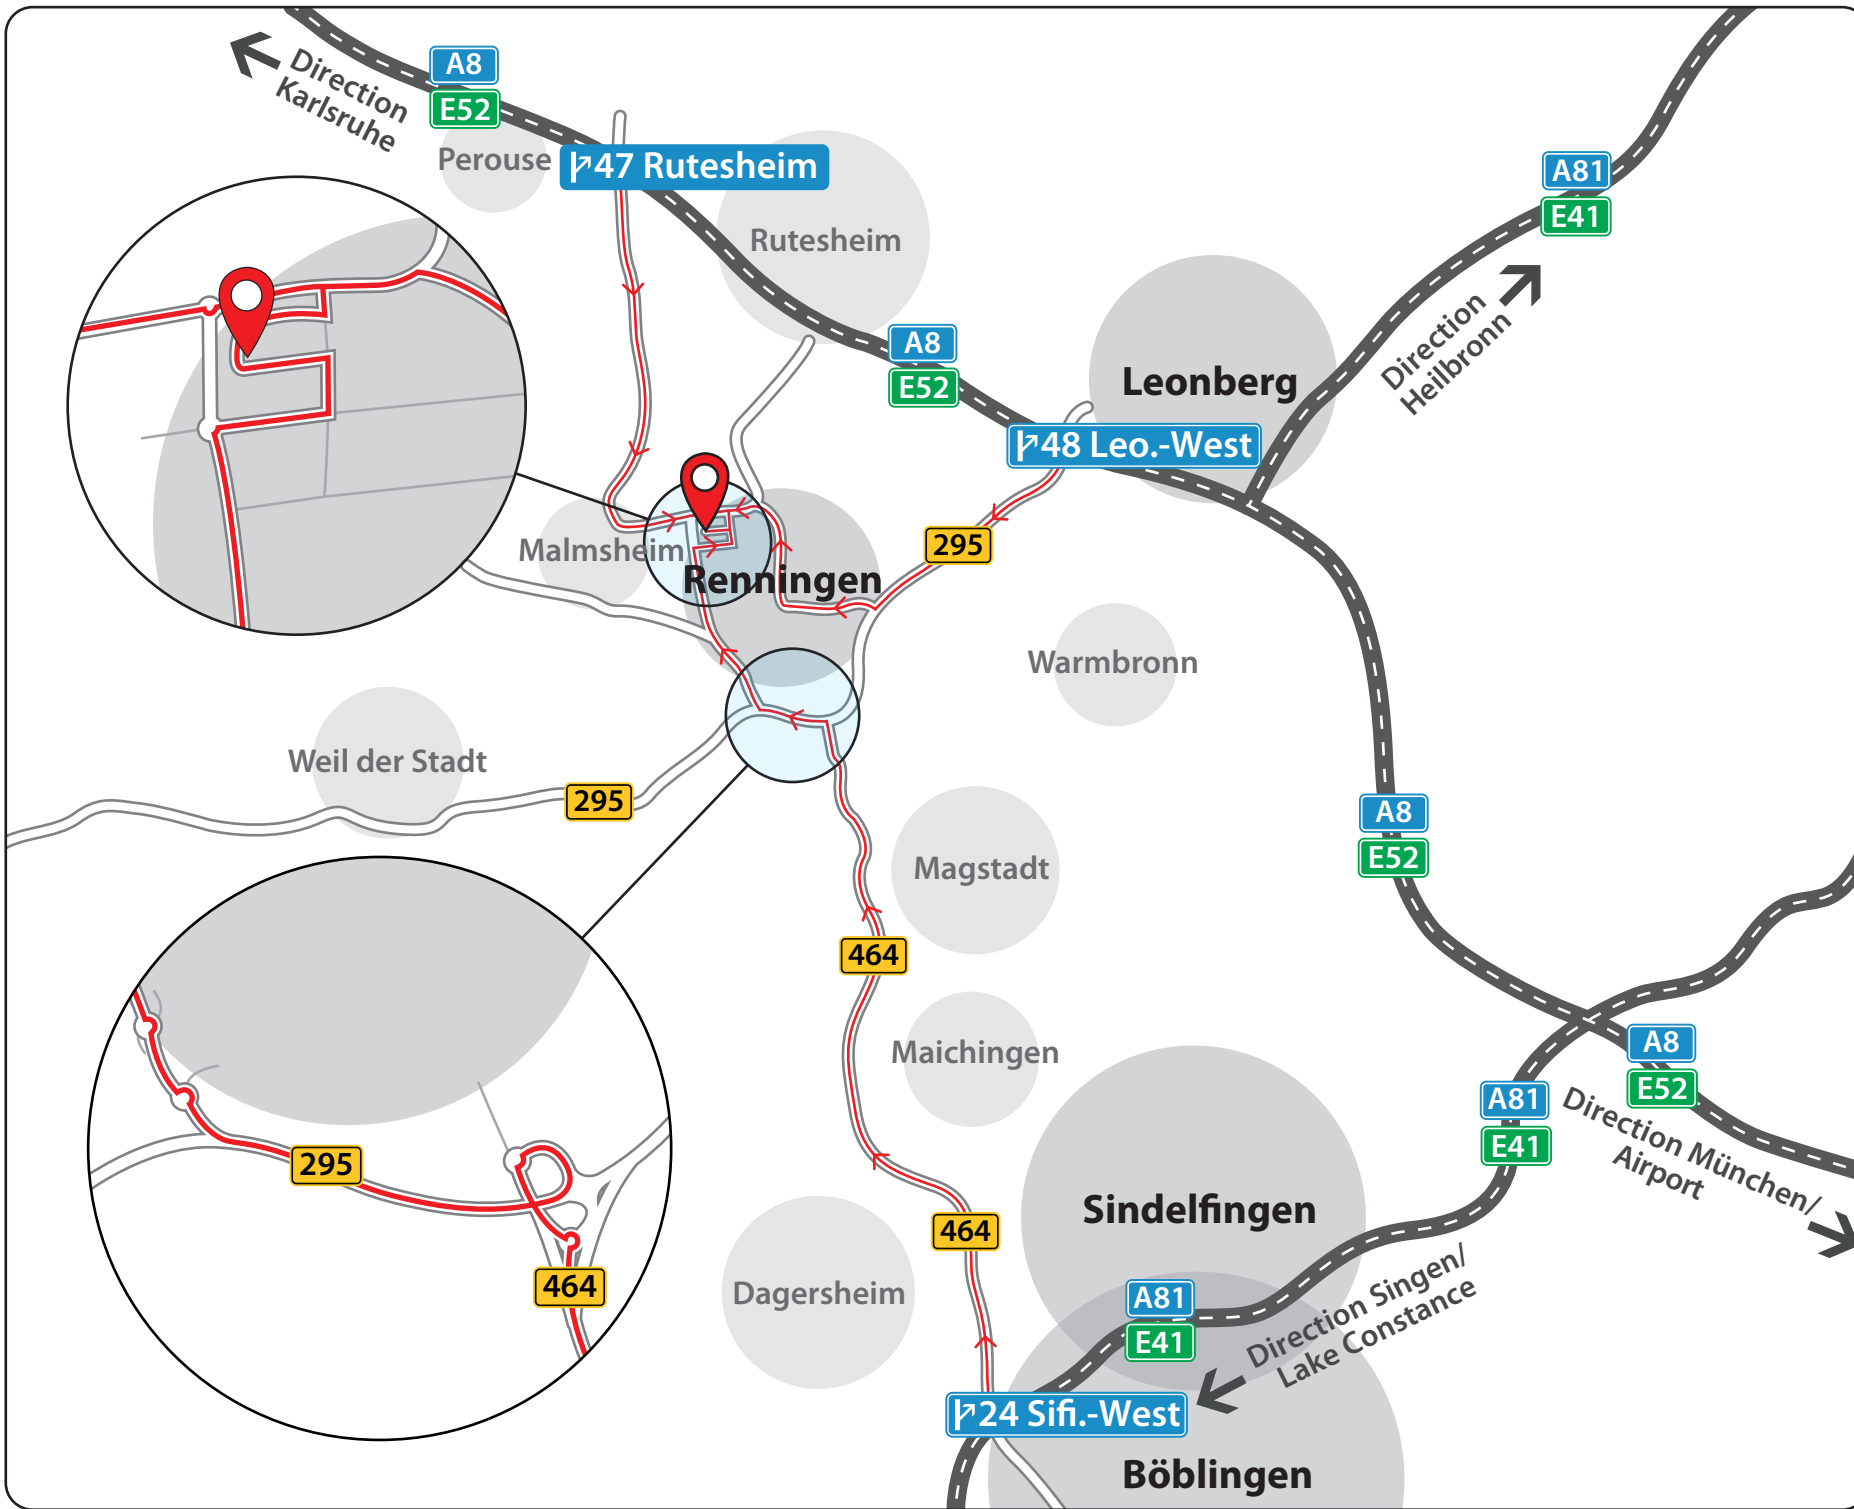 A8
E52
Direction
Karlsruhe
Perouse
47 Rutesheim
Rutesheim
A81
E41
A8
E52
Leonberg
Direction
Heilbronn
48 Leo.-West
295
Malmsheim
Renningen
Warmbronn
Weil der Stadt
295
A8
E52
Magstadt
464
Maichingen
A8
E52
A81
E41
Direction München/
Airport
295
464
Sindelfingen
464
Dagersheim
A81
E41
Direction Singen/
Lake Constance
24 Sifi.-West
Böblingen